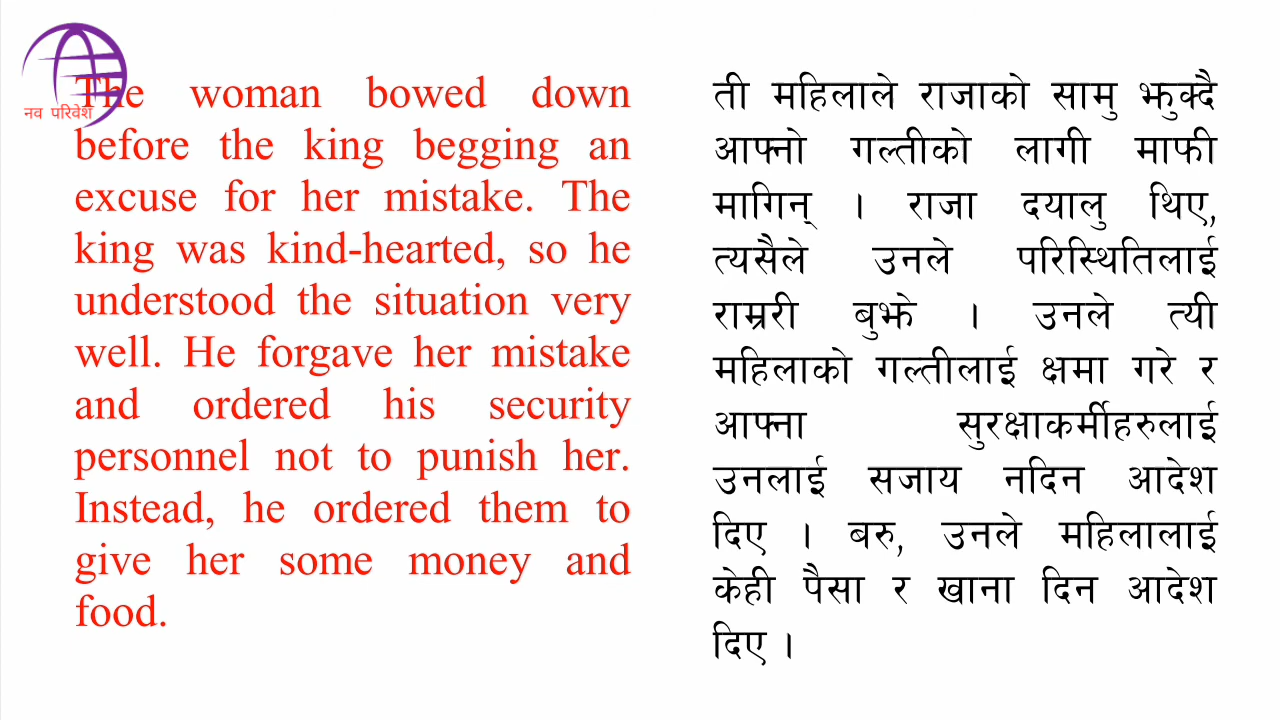 नव परिवेश
The woman bowed down
before the king begging an
excuse for her mistake. The
king was kind-hearted, so he
understood the situation very
well. He forgave her mistake
and ordered his security
personnel not to punish her.
Instead, he ordered them to
give her some money and
food.
ती महिलाले राजाको सामु झुक्दै
आफ्नो गल्तीको लागी माफी
मागिन् । राजा दयालु थिए,
त्यसैले उनले परिस्थितिलाई
राम्ररी बुझे । उनले त्यी
महिलाको गल्तीलाई क्षमा गरे र
आफ्ना सुरक्षाकर्मीहरुलाई
उनलाई सजाय नदिन आदेश
दिए । बरु, उनले महिलालाई
केही पैसा र खाना दिन आदेश
दिए ।